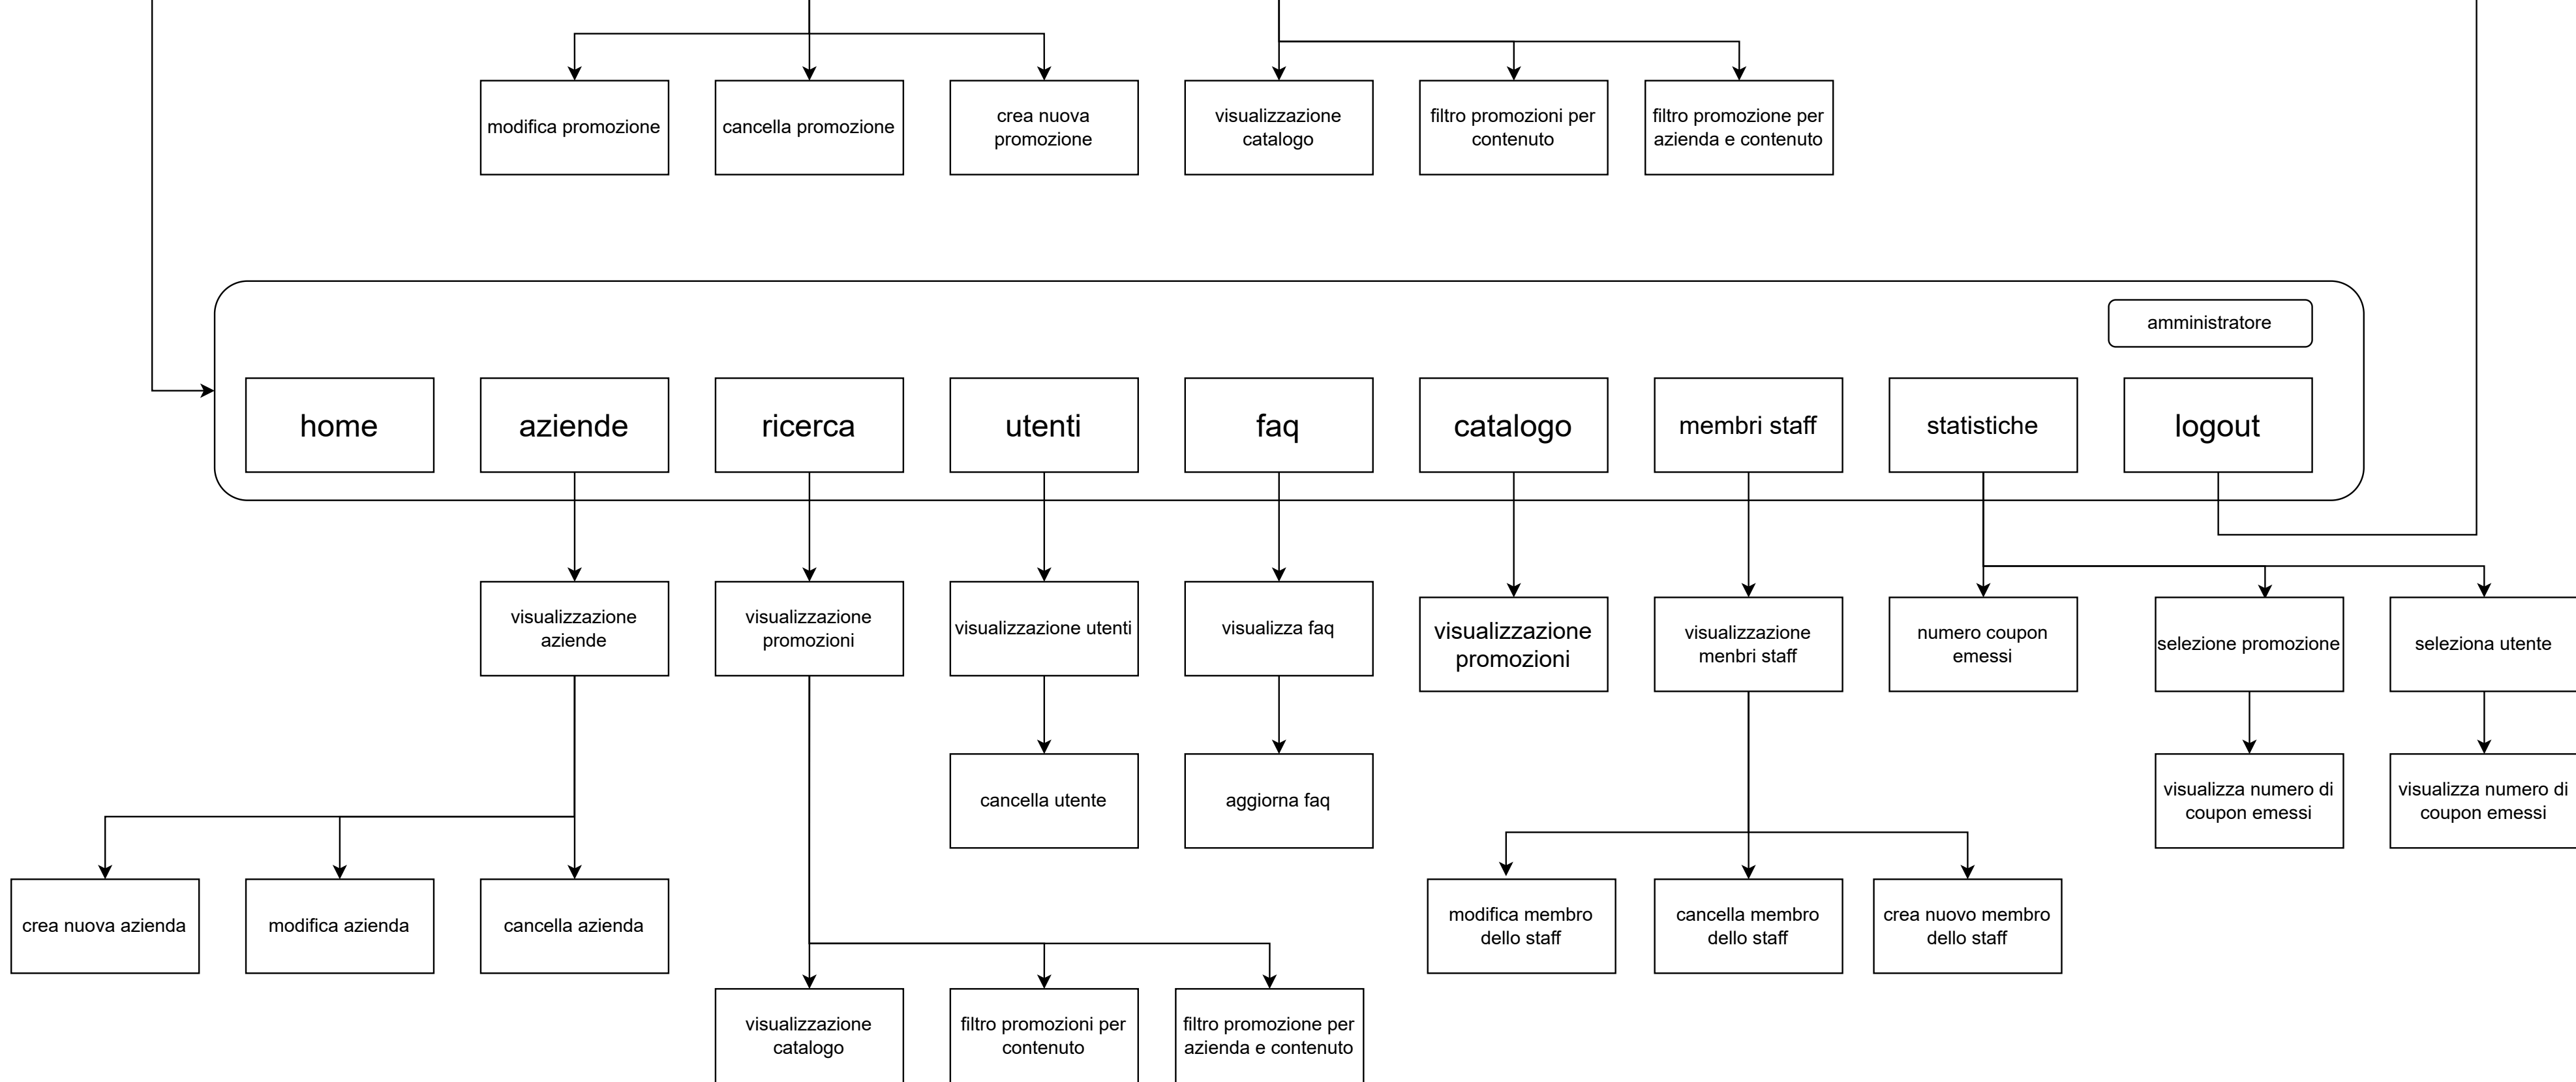 modifica promozione
cancella promozione
crea nuova
promozione
visualizzazione
catalogo
filtro promozioni per
contenuto
filtro promozione per
azienda e contenuto
amministratore
home
aziende
ricerca
utenti
faq
catalogo
membri staff
statistiche
logout
visualizzazione
aziende
visualizzazione
promozioni
visualizzazione utenti
visualizza faq
visualizzazione
promozioni
visualizzazione
menbri staff
numero coupon
emessi
selezione promozione
seleziona utente
cancella utente
aggiorna faq
visualizza numero di
coupon emessi
visualizza numero di
coupon emessi
crea nuova azienda
modifica azienda
cancella azienda
modifica membro
dello staff
cancella membro
dello staff
crea nuovo membro
dello staff
visualizzazione
catalogo
filtro promozioni per
contenuto
filtro promozione per
azienda e contenuto